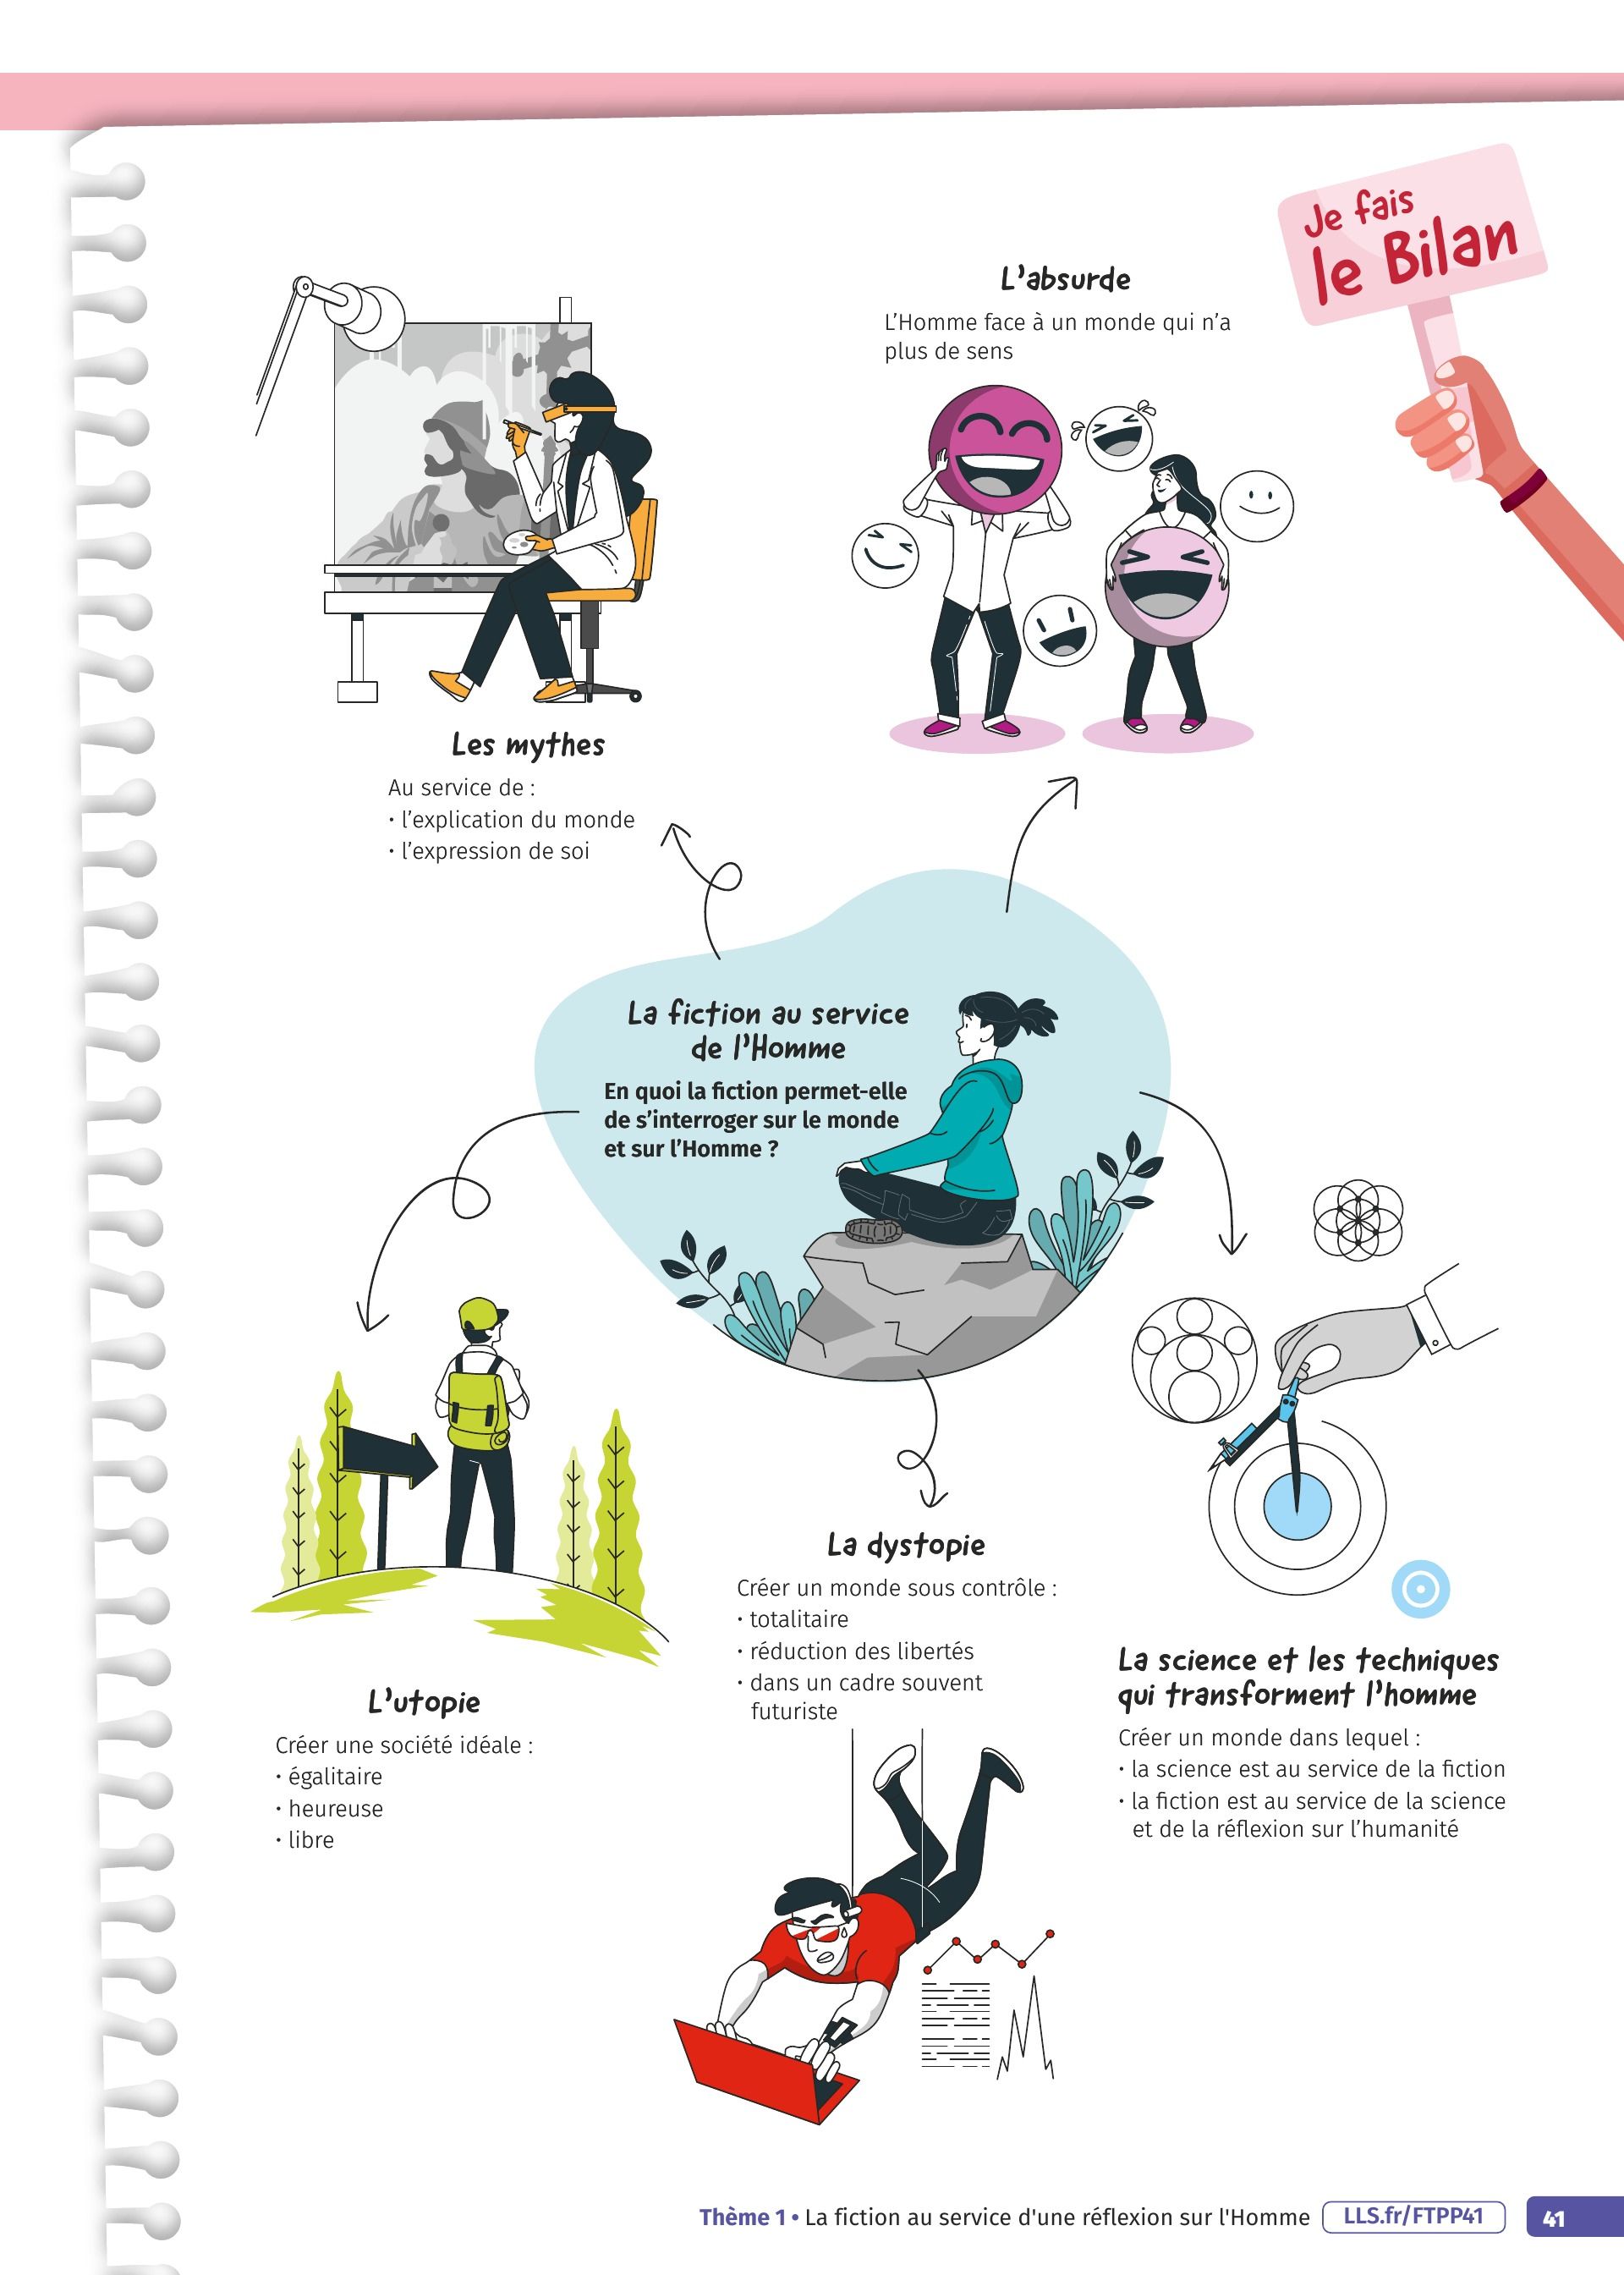 Je fais
le Bilan
L'absurde
L'Homme face à un monde qui n'a
plus de sens
Les mythes
Au service de :
• l'explication du monde
• l'expression de soi
La fiction au service
de l'Homme
En quoi la fiction permet-elle
de s'interroger sur le monde
et sur l'Homme ?
L'utopie
Créer une société idéale :
• égalitaire
• heureuse
• libre
La dystopie
Créer un monde sous contrôle :
• totalitaire
• réduction des libertés
• dans un cadre souvent
futuriste
La science et les techniques
qui transforment l'homme
Créer un monde dans lequel :
• la science est au service de la fiction
• la fiction est au service de la science
et de la réflexion sur l'humanité
Thème 1 • La fiction au service d'une réflexion sur l'Homme LLS.fr/FTPP41 41